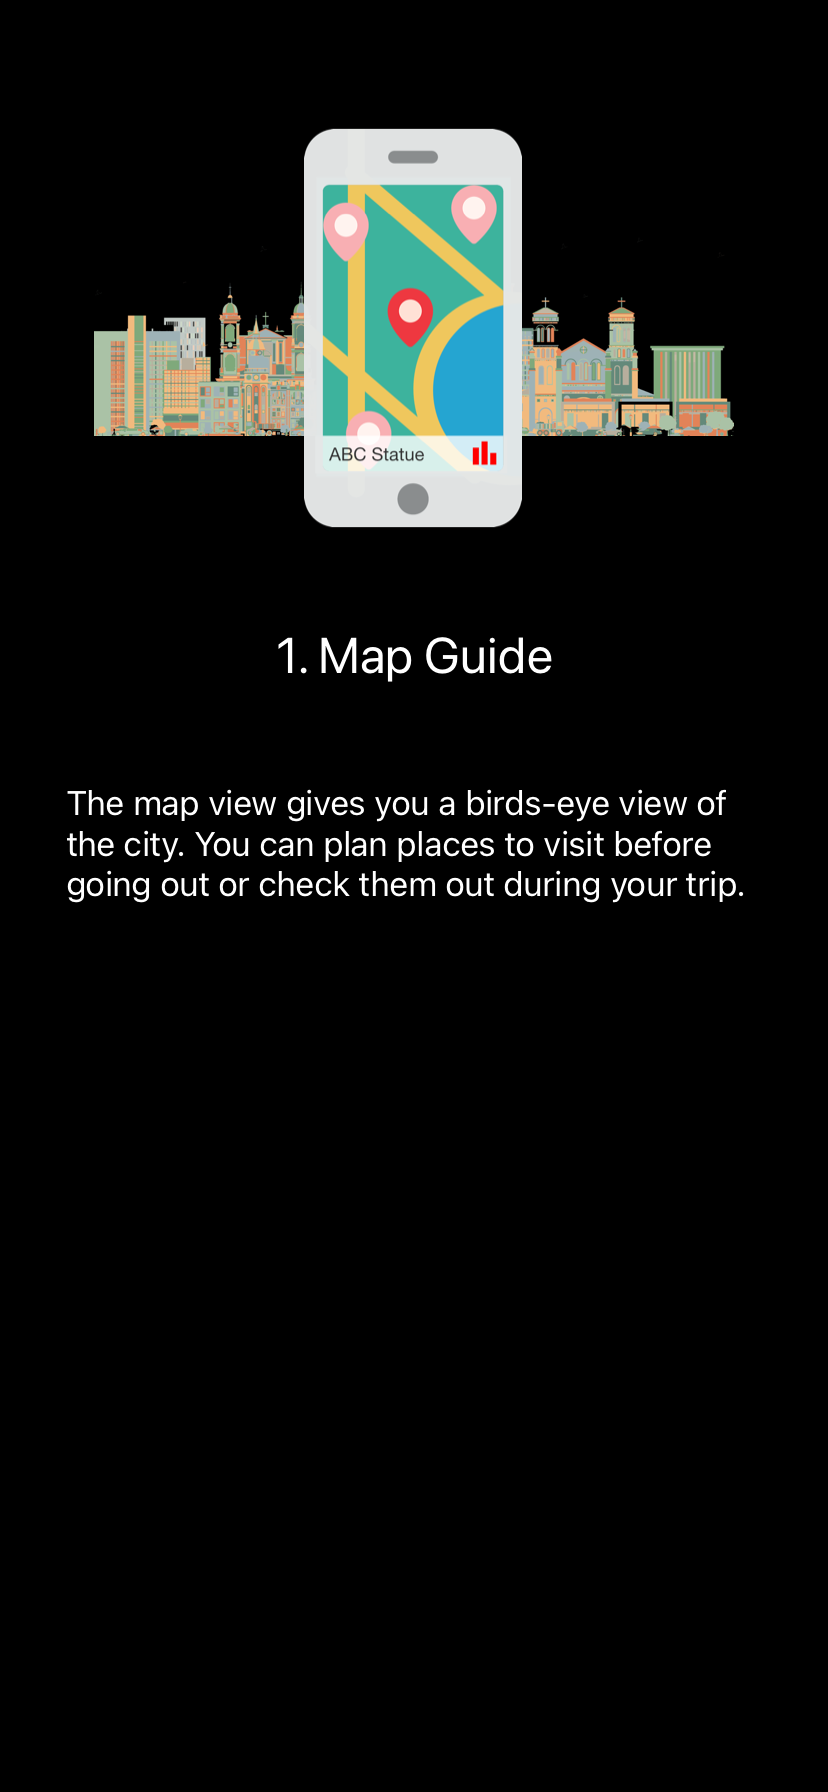 ABC Statue
1. Map Guide
The map view gives you a birds-eye view of
the city. You can plan places to visit before
going out or check them out during your trip.